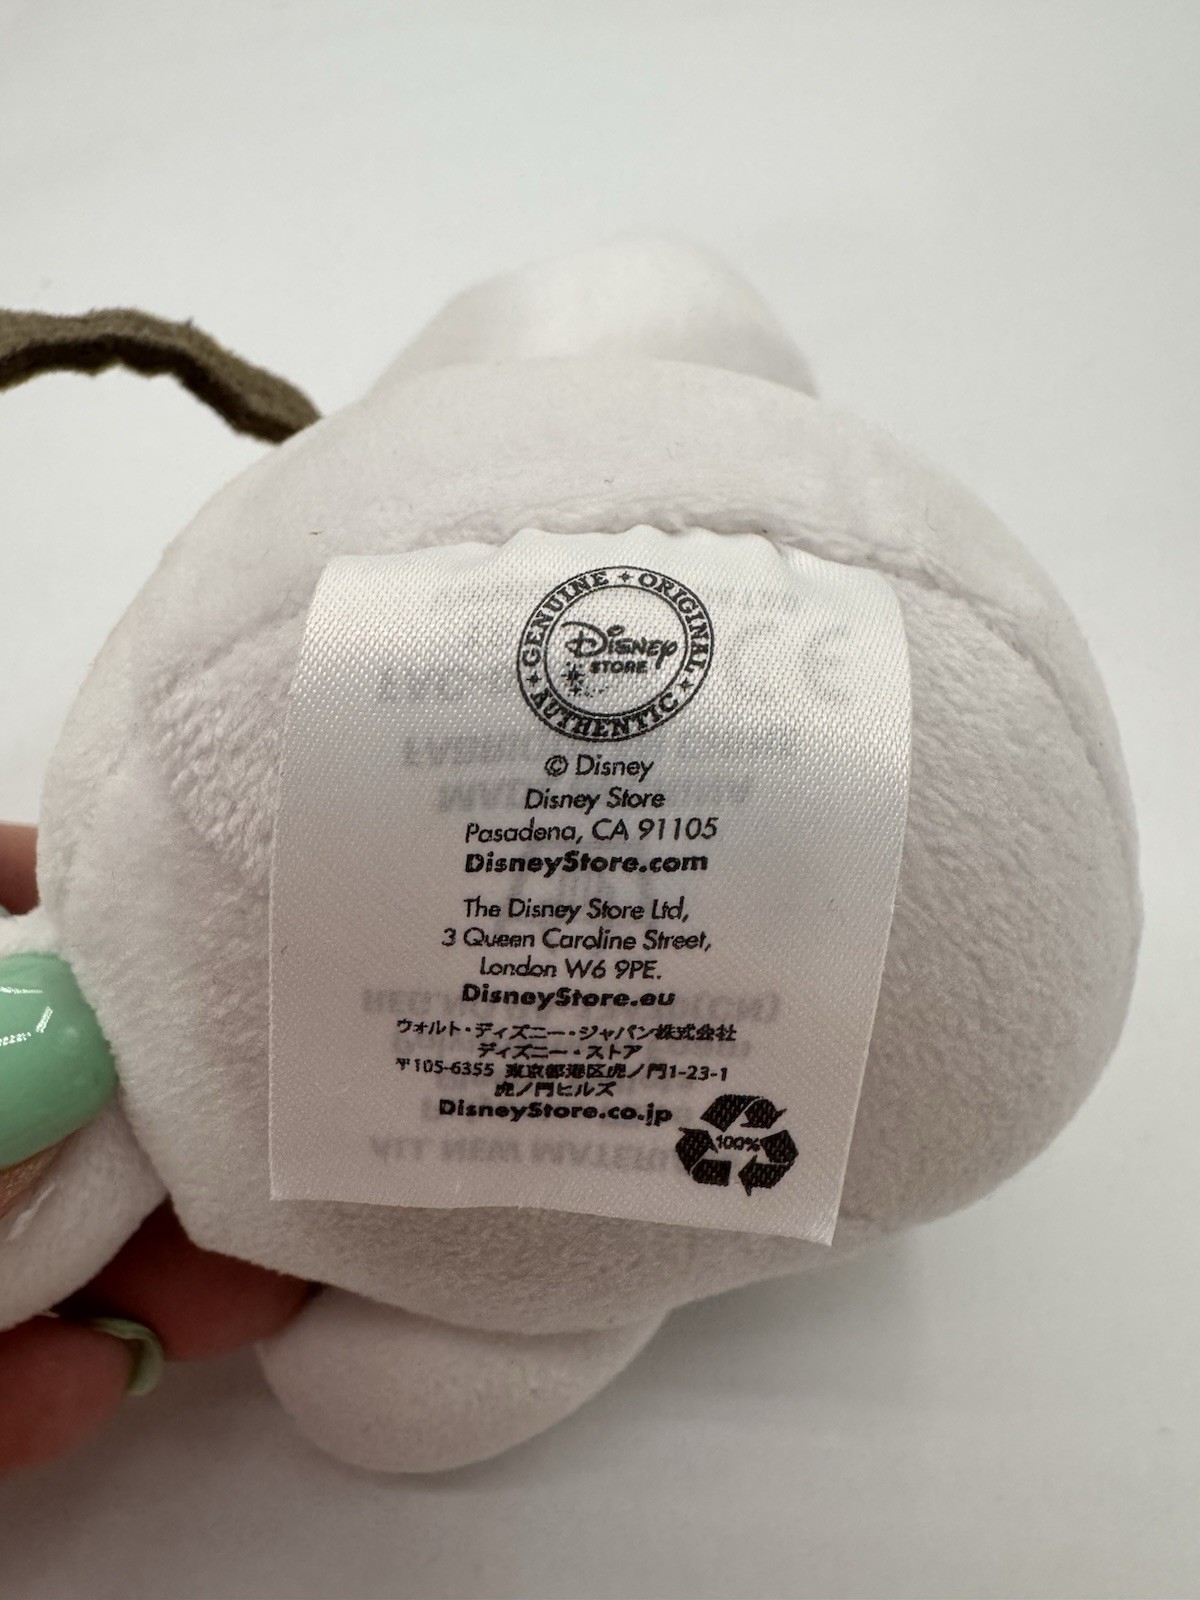 GENUINE ORIGINAL AUTHENTIC
Disney
STORE
© Disney
Disney Store
Pasadena, CA 91105
DisneyStore.com
The Disney Store Ltd,
3 Queen Caroline Street,
London W6 9PE.
DisneyStore.eu
ウォルト・ディズニー・ジャパン株式会社
ディズニー・ストア
〒105-6355 東京都港区虎ノ門1-23-1
虎ノ門ヒルズ
DisneyStore.co.jp
100%